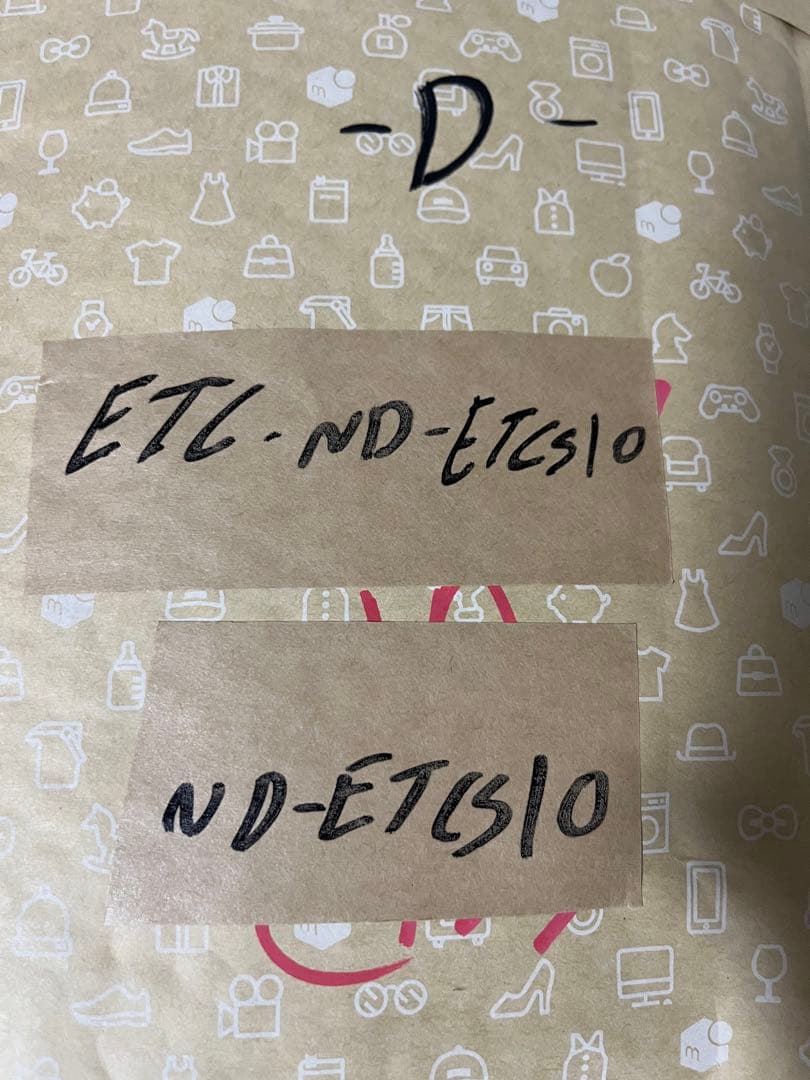 - D -
ETC-ND-ETCS10
ND-ETCS10